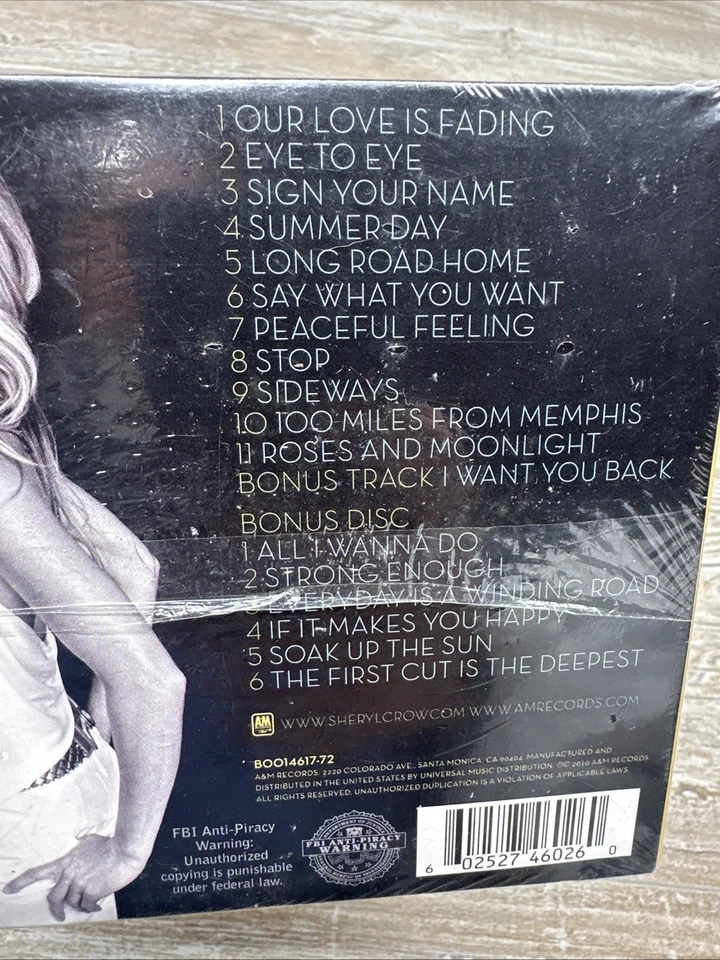 1 OUR LOVE IS FADING
2 EYE TO EYE
3 SIGN YOUR NAME
4 SUMMER DAY
5 LONG ROAD HOME
6 SAY WHAT YOU WANT
7 PEACEFUL FEELING
8 STOP
9 SIDEWAYS
10 100 MILES FROM MEMPHIS
11 ROSES AND MOONLIGHT
BONUS TRACK I WANT YOU BACK
BONUS DISC
1 ALL I WANNA DO
2 STRONG ENOUGH
3 EVERYDAY IS A WINDING ROAD
4 IF IT MAKES YOU HAPPY
5 SOAK UP THE SUN
6 THE FIRST CUT IS THE DEEPEST
AM WWW.SHERYLCROW.COM WWW.AMRECORDS.COM
B0014617-72
A&M RECORDS, 2220 COLORADO AVE., SANTA MONICA, CA 90404. MANUFACTURED AND
DISTRIBUTED IN THE UNITED STATES BY UNIVERSAL MUSIC DISTRIBUTION. ℗© 2010 A&M RECORDS
ALL RIGHTS RESERVED. UNAUTHORIZED DUPLICATION IS A VIOLATION OF APPLICABLE LAWS.
FBI Anti-Piracy
Warning:
Unauthorized
copying is punishable
under federal law.
FBI ANTI-PIRACY
WARNING
6 02527 46026 0